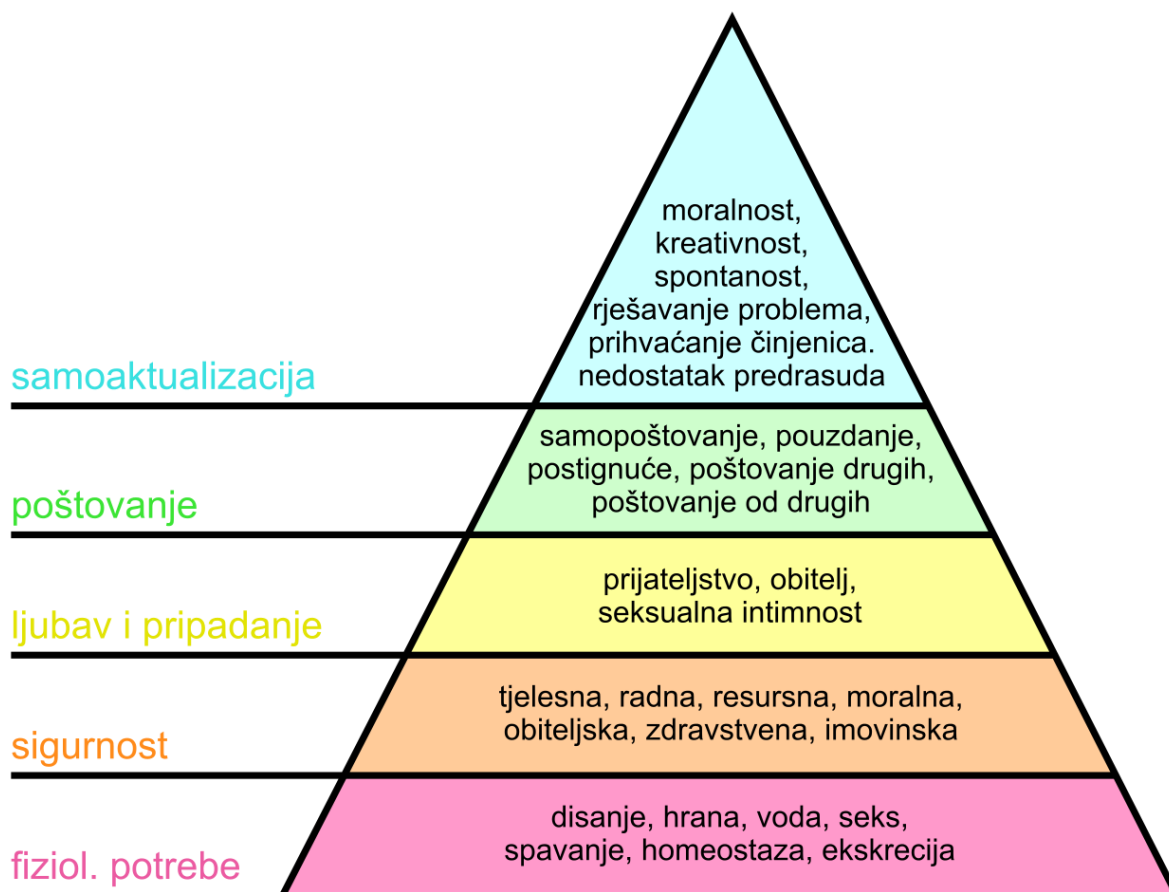 moralnost,
kreativnost,
spontanost,
rješavanje problema,
prihvaćanje činjenica.
nedostatak predrasuda
samoaktualizacija
samopoštovanje, pouzdanje,
postignuće, poštovanje drugih,
poštovanje od drugih
poštovanje
prijateljstvo, obitelj,
seksualna intimnost
ljubav i pripadanje
tjelesna, radna, resursna, moralna,
obiteljska, zdravstvena, imovinska
sigurnost
disanje, hrana, voda, seks,
spavanje, homeostaza, ekskrecija
fiziol. potrebe